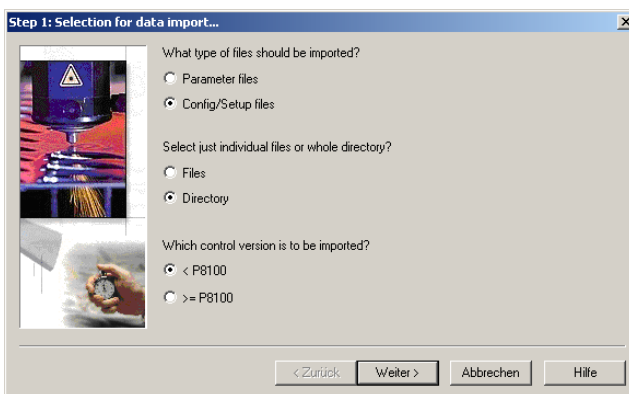 Step 1: Selection for data import...
What type of files should be imported?
Parameter files
Config/Setup files
Select just individual files or whole directory?
Files
Directory
Which control version is to be imported?
< P8100
>= P8100
< Zurück
Weiter >
Abbrechen
Hilfe